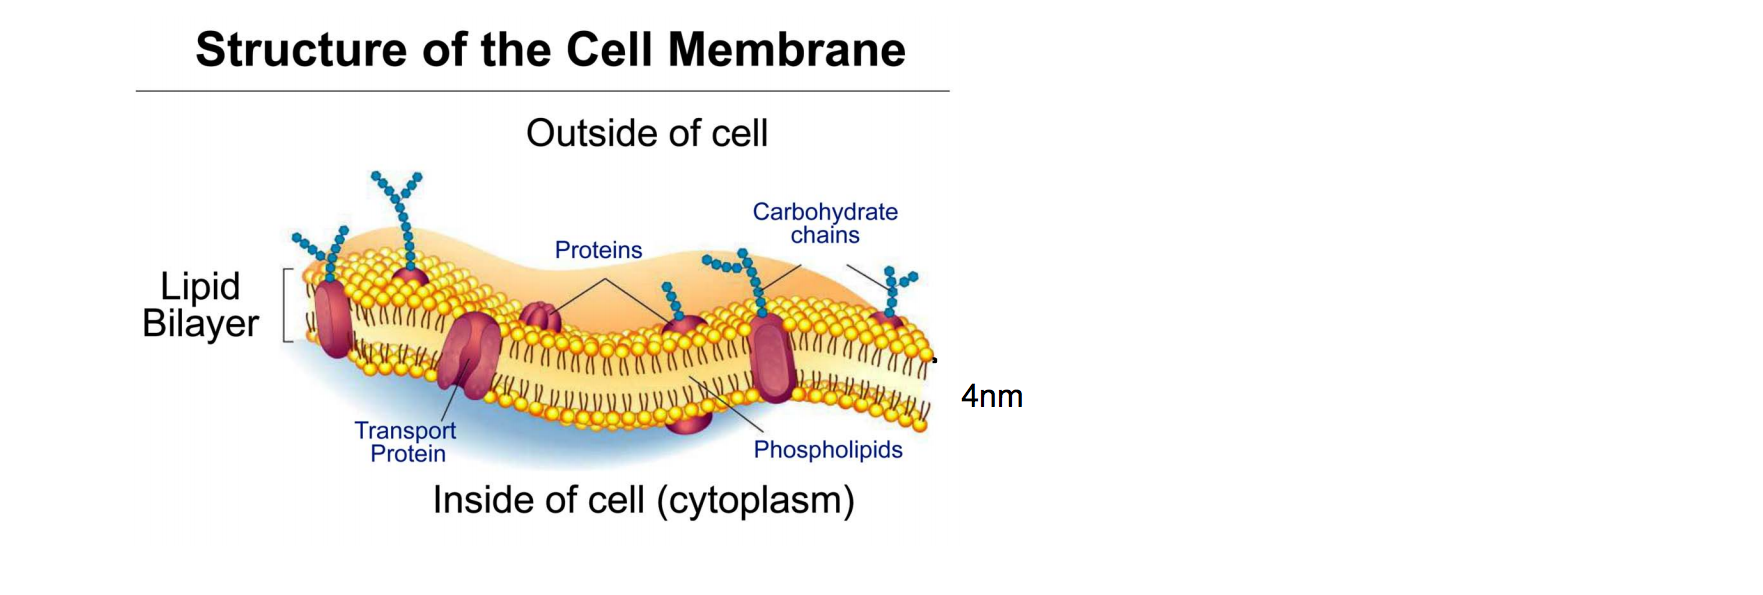 Structure of the Cell Membrane
Outside of cell
Carbohydrate
chains
Proteins
Lipid
Bilayer
4nm
Transport
Protein
Phospholipids
Inside of cell (cytoplasm)